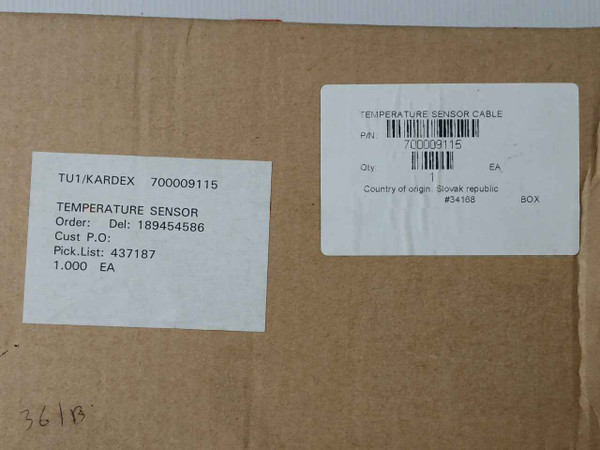 TU1/KARDEX 700009115
TEMPERATURE SENSOR
Order: Del: 189454586
Cust P.O:
Pick.List: 437187
1.000 EA
TEMPERATURE SENSOR CABLE
P/N.
700009115
Qty EA
1
Country of origin. Slovak republic
#34168 BOX
36/B